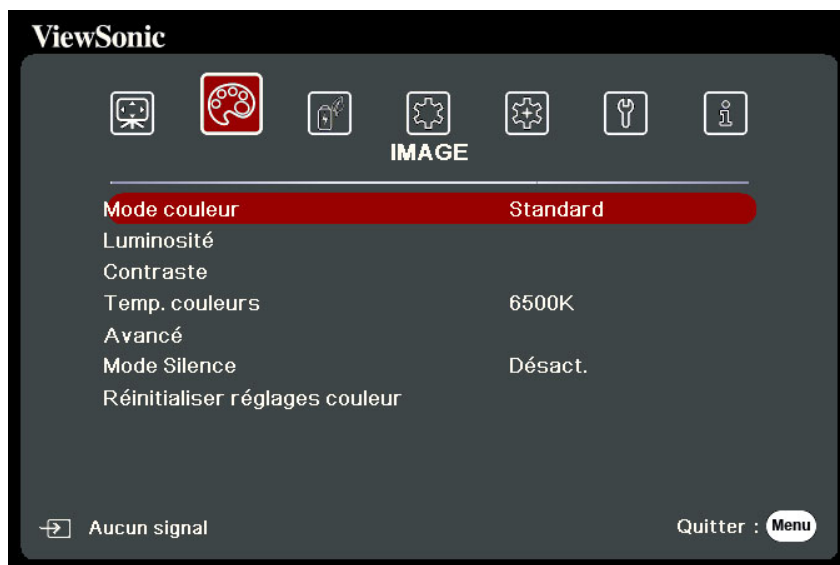 ViewSonic
IMAGE
Mode couleur Standard
Luminosité
Contraste
Temp. couleurs 6500K
Avancé
Mode Silence Désact.
Réinitialiser réglages couleur
Aucun signal Quitter : Menu